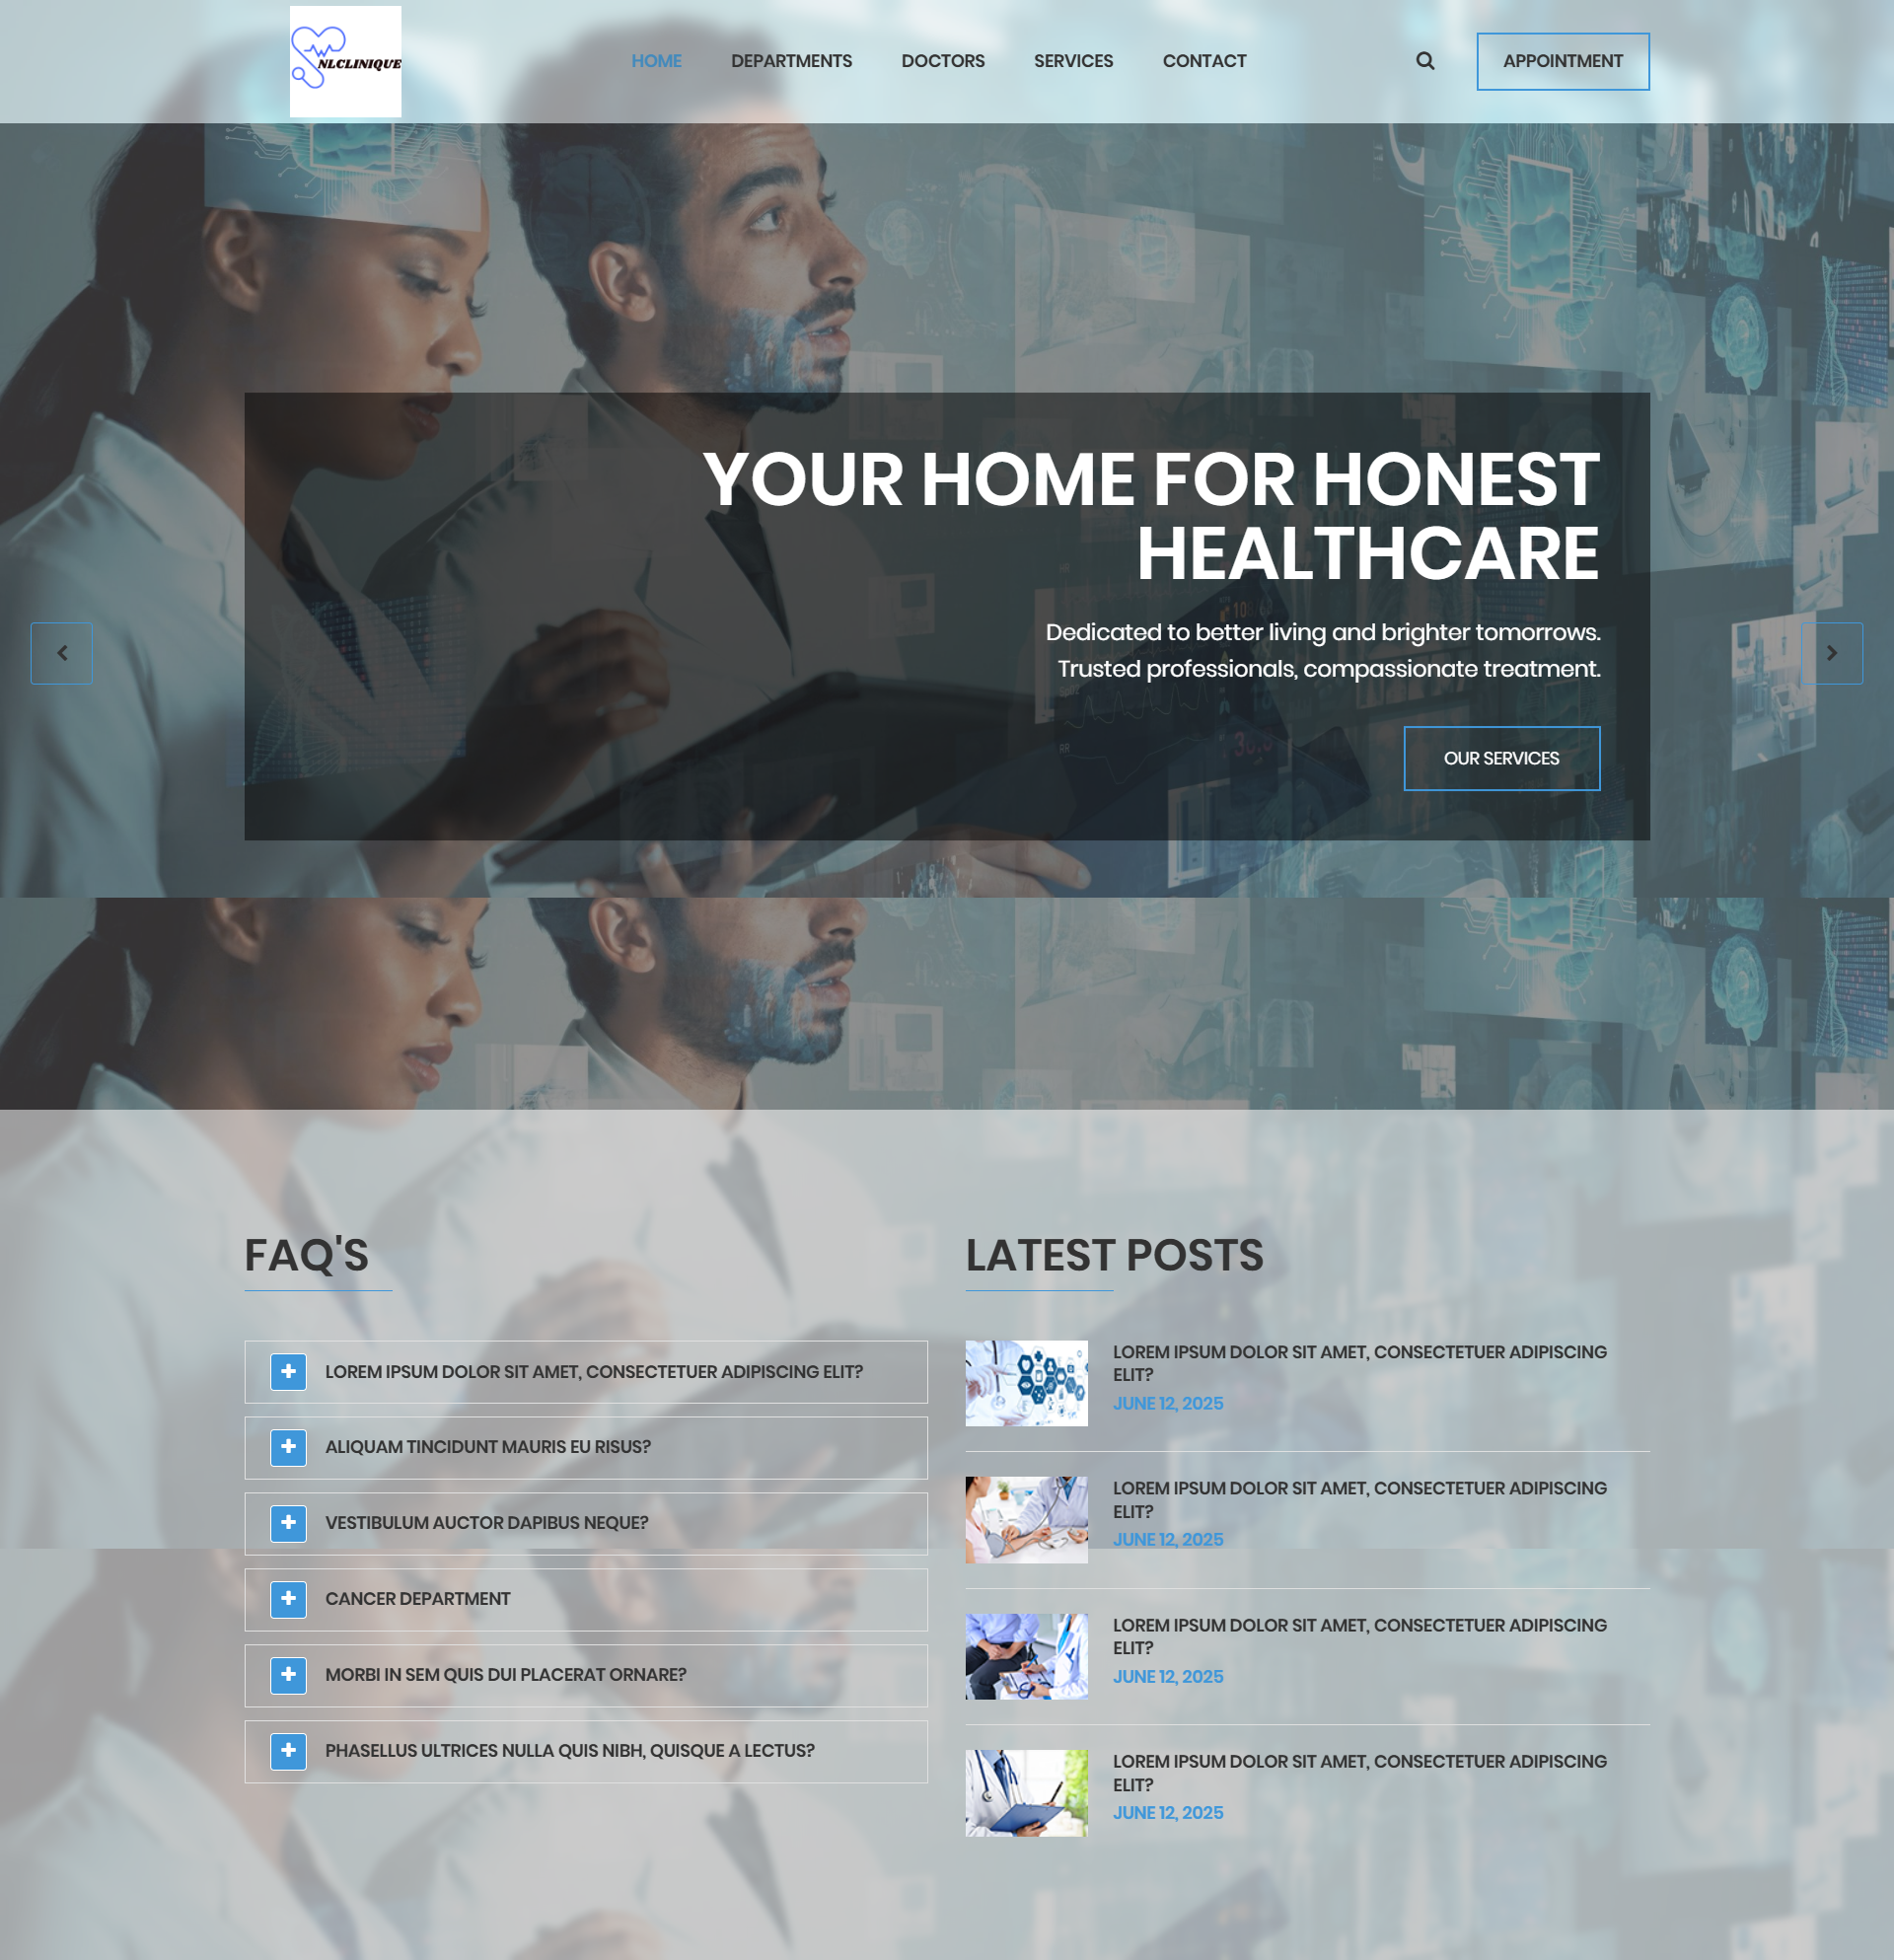 NLCLINIQUE
HOME DEPARTMENTS DOCTORS SERVICES CONTACT APPOINTMENT
YOUR HOME FOR HONEST
HEALTHCARE
Dedicated to better living and brighter tomorrows.
Trusted professionals, compassionate treatment.
OUR SERVICES
FAQ'S
LOREM IPSUM DOLOR SIT AMET, CONSECTETUER ADIPISCING ELIT?
ALIQUAM TINCIDUNT MAURIS EU RISUS?
VESTIBULUM AUCTOR DAPIBUS NEQUE?
CANCER DEPARTMENT
MORBI IN SEM QUIS DUI PLACERAT ORNARE?
PHASELLUS ULTRICES NULLA QUIS NIBH, QUISQUE A LECTUS?
LATEST POSTS
LOREM IPSUM DOLOR SIT AMET, CONSECTETUER ADIPISCING
ELIT?
JUNE 12, 2025
LOREM IPSUM DOLOR SIT AMET, CONSECTETUER ADIPISCING
ELIT?
JUNE 12, 2025
LOREM IPSUM DOLOR SIT AMET, CONSECTETUER ADIPISCING
ELIT?
JUNE 12, 2025
LOREM IPSUM DOLOR SIT AMET, CONSECTETUER ADIPISCING
ELIT?
JUNE 12, 2025